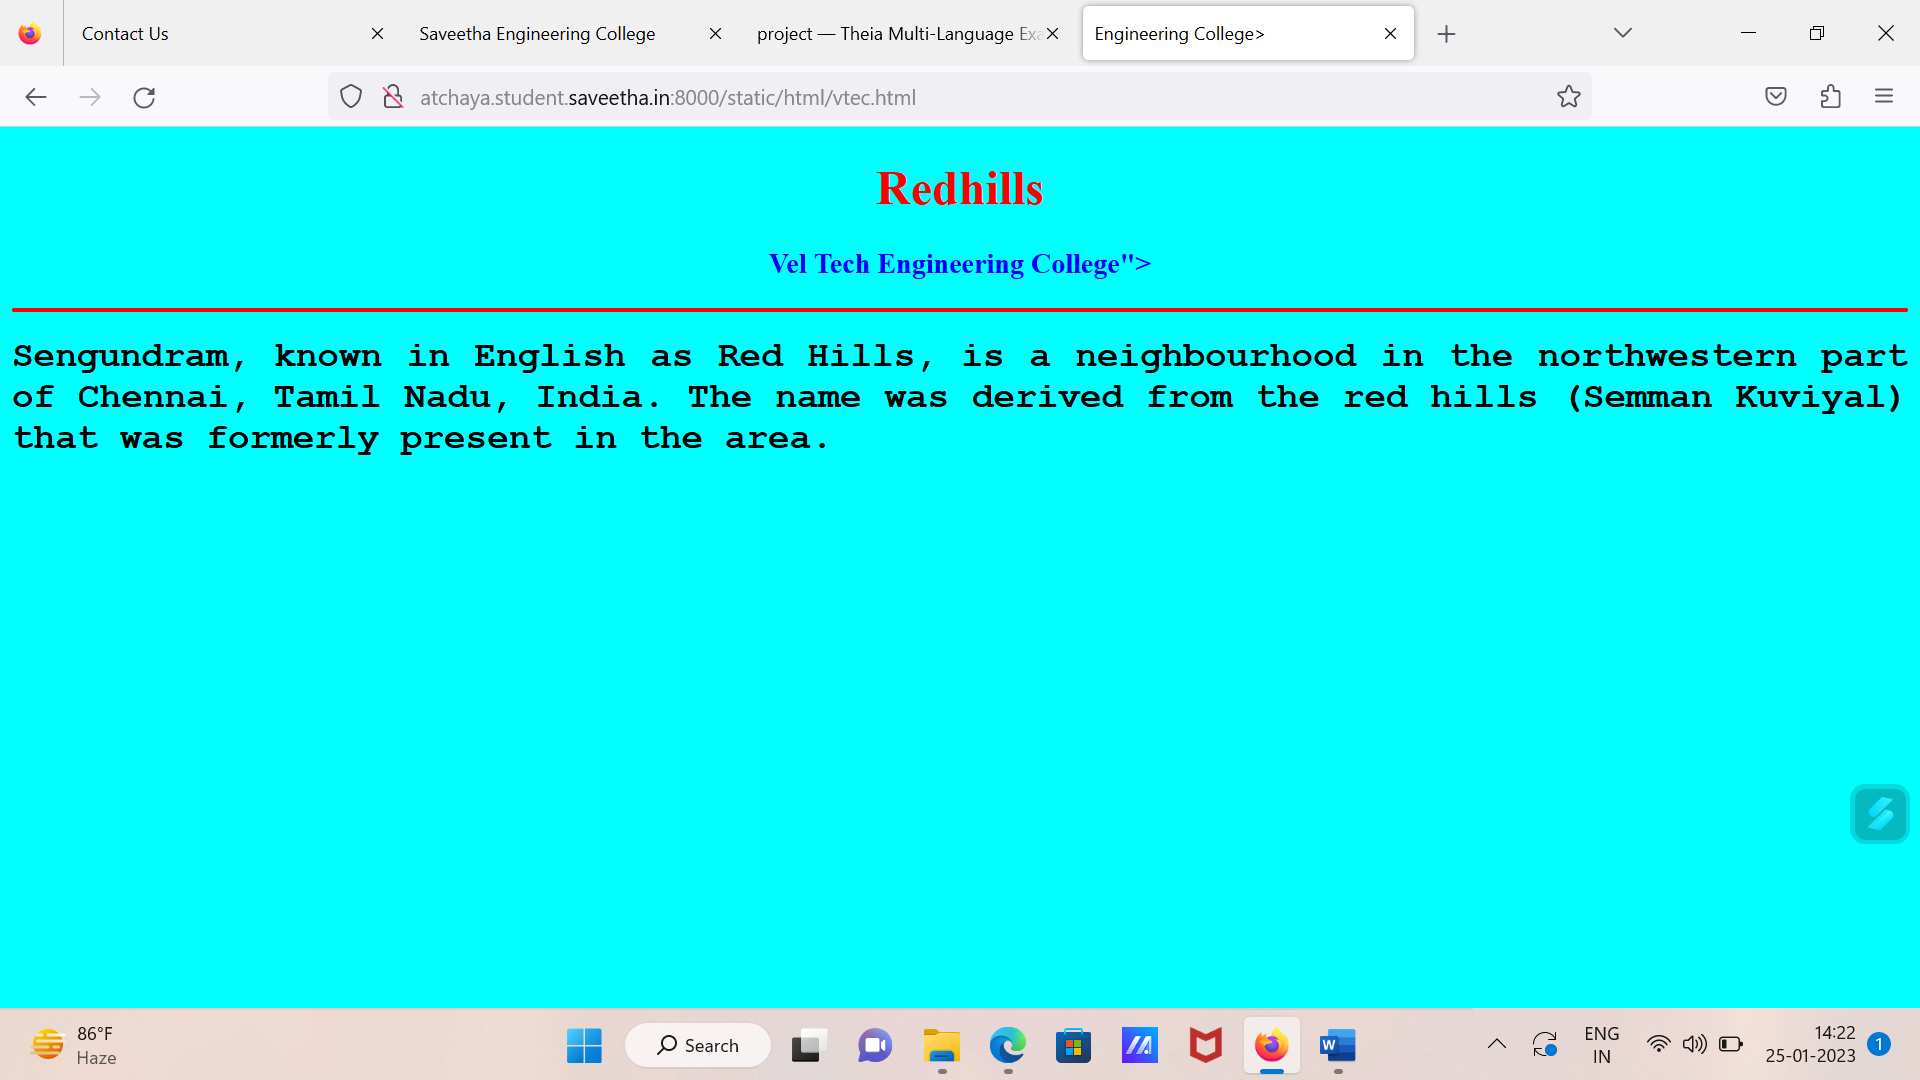 Contact Us
Saveetha Engineering College
project — Theia Multi-Language Exa
Engineering College>
atchaya.student.saveetha.in:8000/static/html/vtec.html
Redhills
Vel Tech Engineering College">
Sengundram, known in English as Red Hills, is a neighbourhood in the northwestern part
of Chennai, Tamil Nadu, India. The name was derived from the red hills (Semman Kuviyal)
that was formerly present in the area.
86°F
Haze
Search
W
ENG
IN
14:22
25-01-2023
1